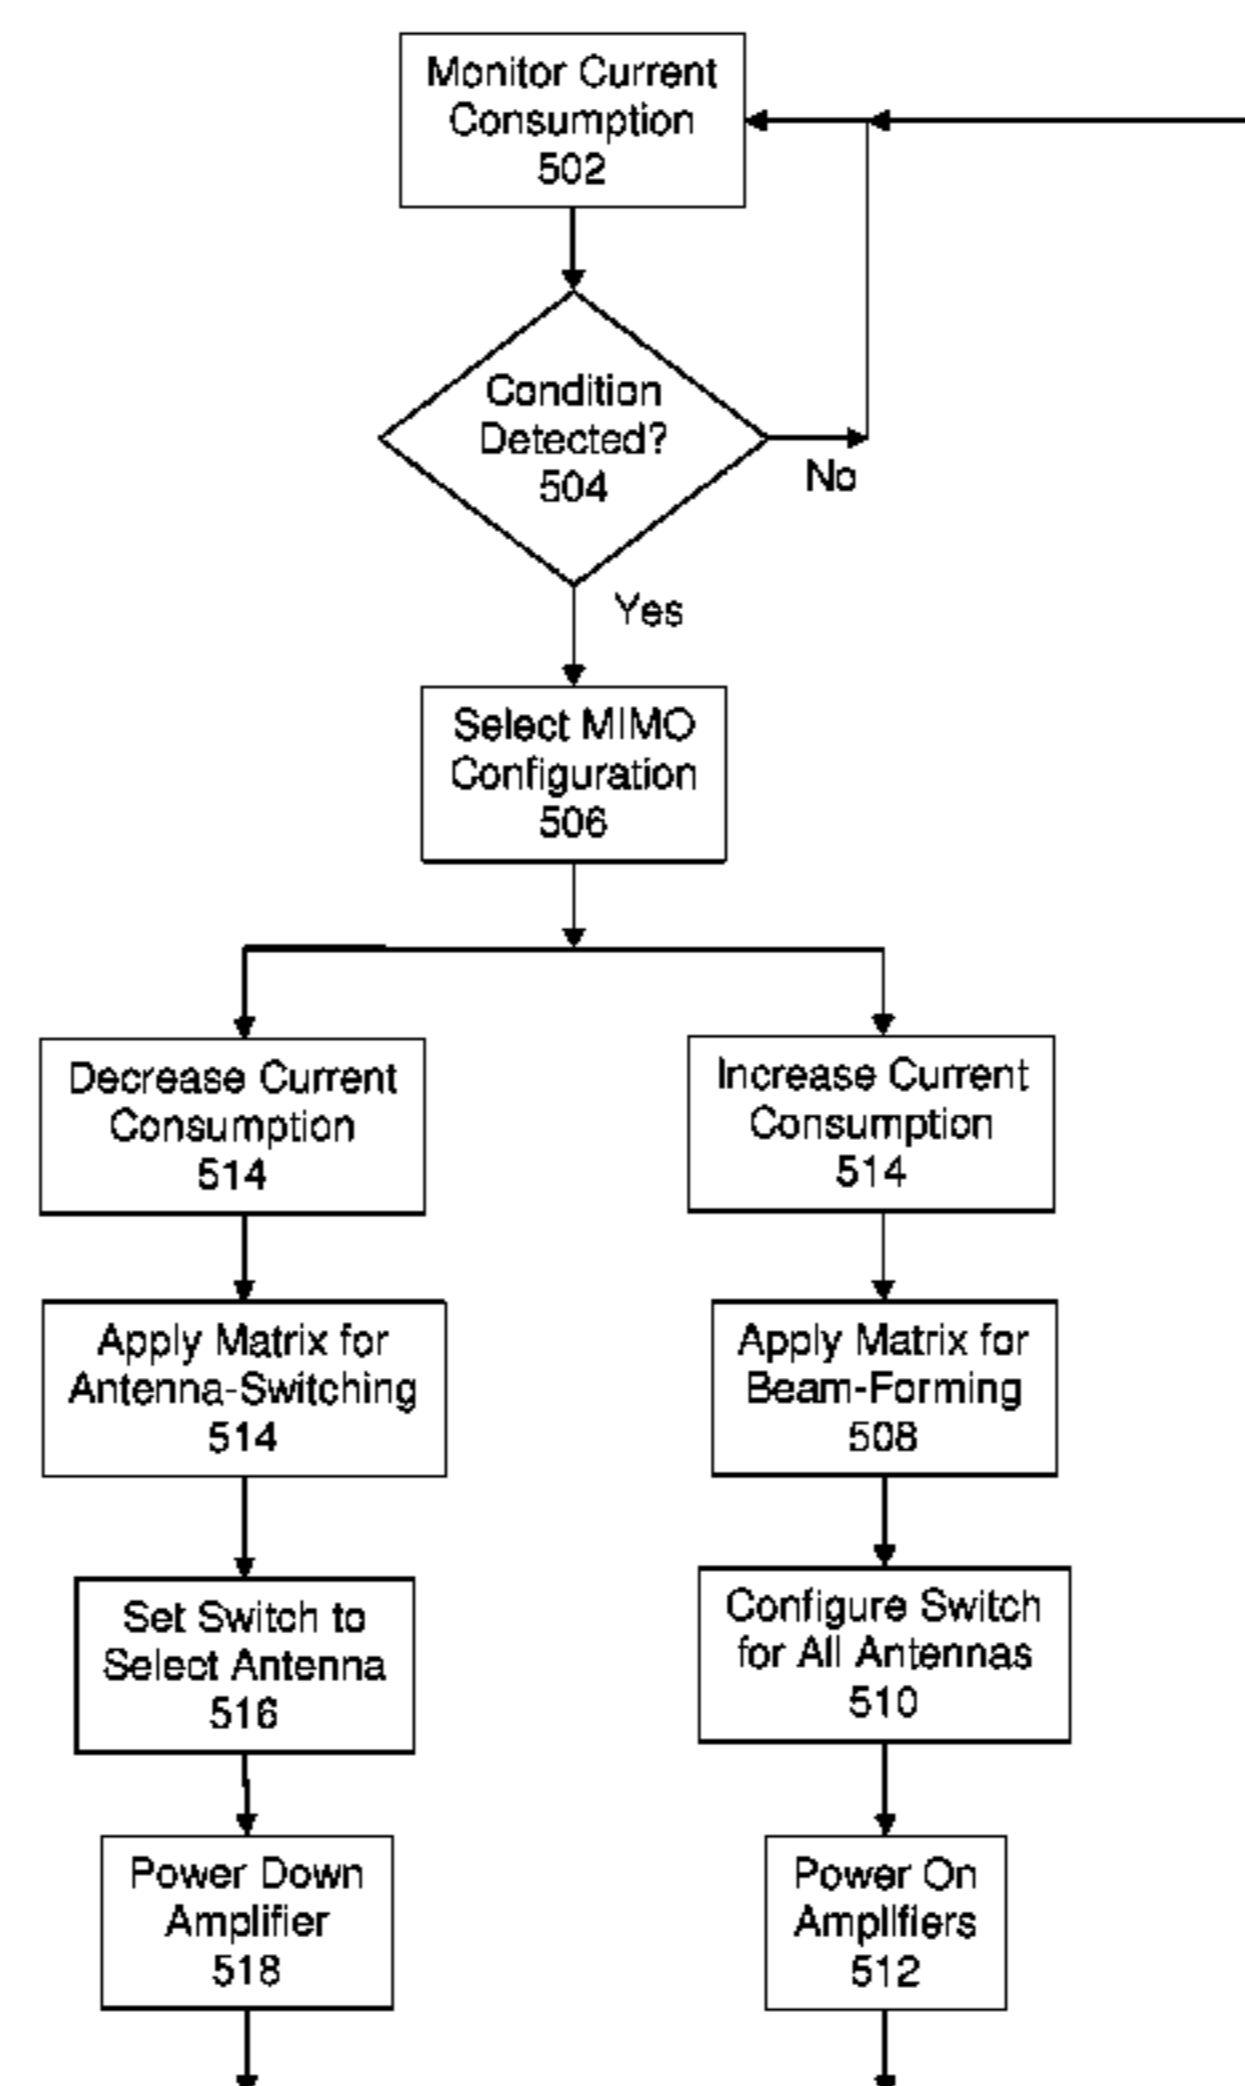 Monitor Current
Consumption
502
Condition
Detected?
504
No
Yes
Select MIMO
Configuration
506
Decrease Current
Consumption
514
Increase Current
Consumption
514
Apply Matrix for
Antenna-Switching
514
Apply Matrix for
Beam-Forming
508
Set Switch to
Select Antenna
516
Configure Switch
for All Antennas
510
Power Down
Amplifier
518
Power On
Amplifiers
512